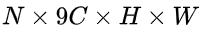 N × 9C × H × W